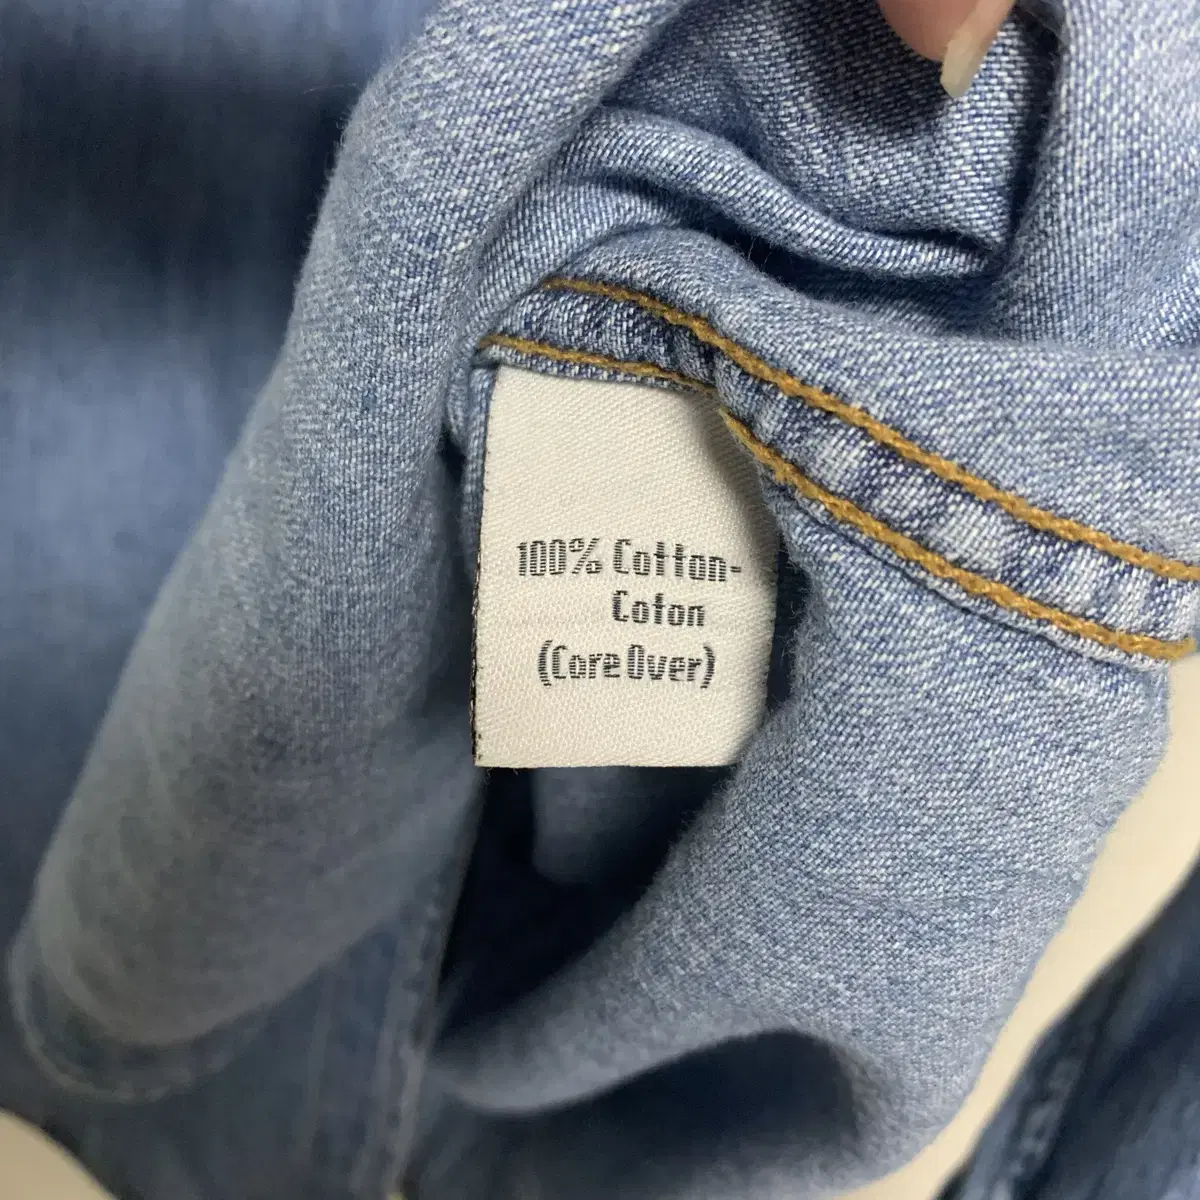 100% Cotton-
Coton
(Core Over)